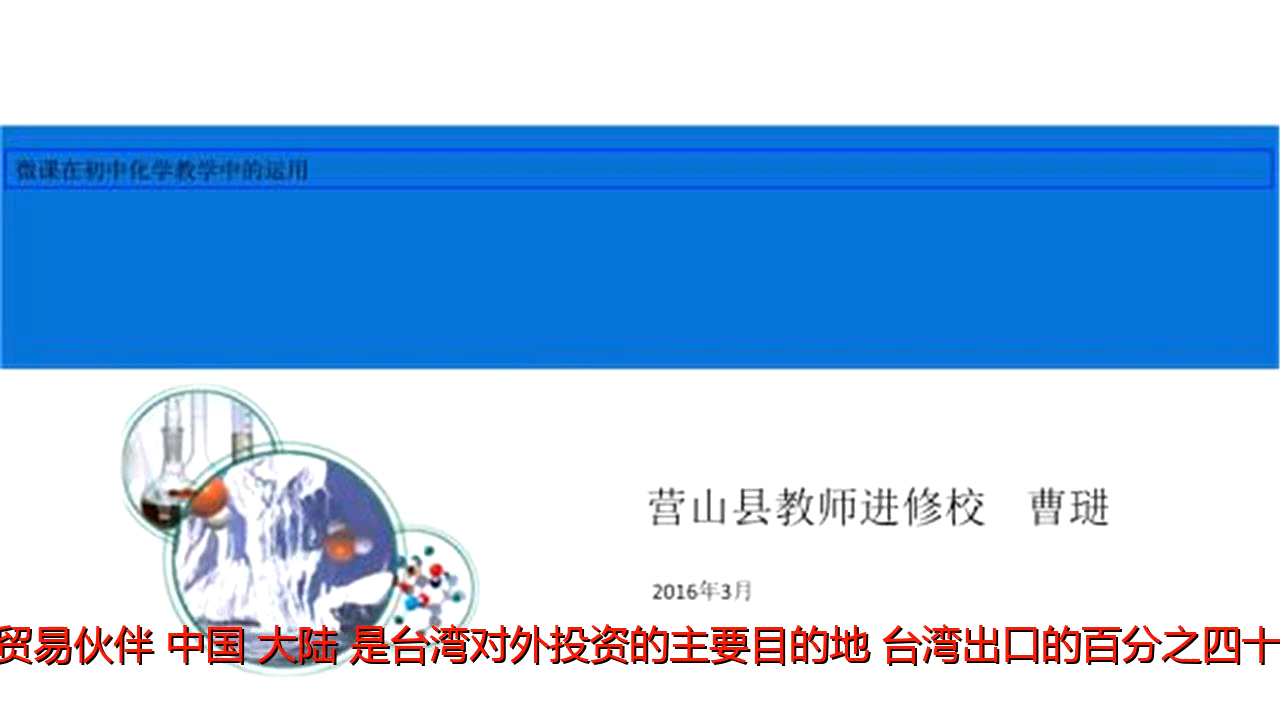 微课在初中化学教学中的运用
营山县教师进修校 曹琎
2016年3月
贸易伙伴 中国 大陆 是台湾对外投资的主要目的地 台湾出口的百分之四十